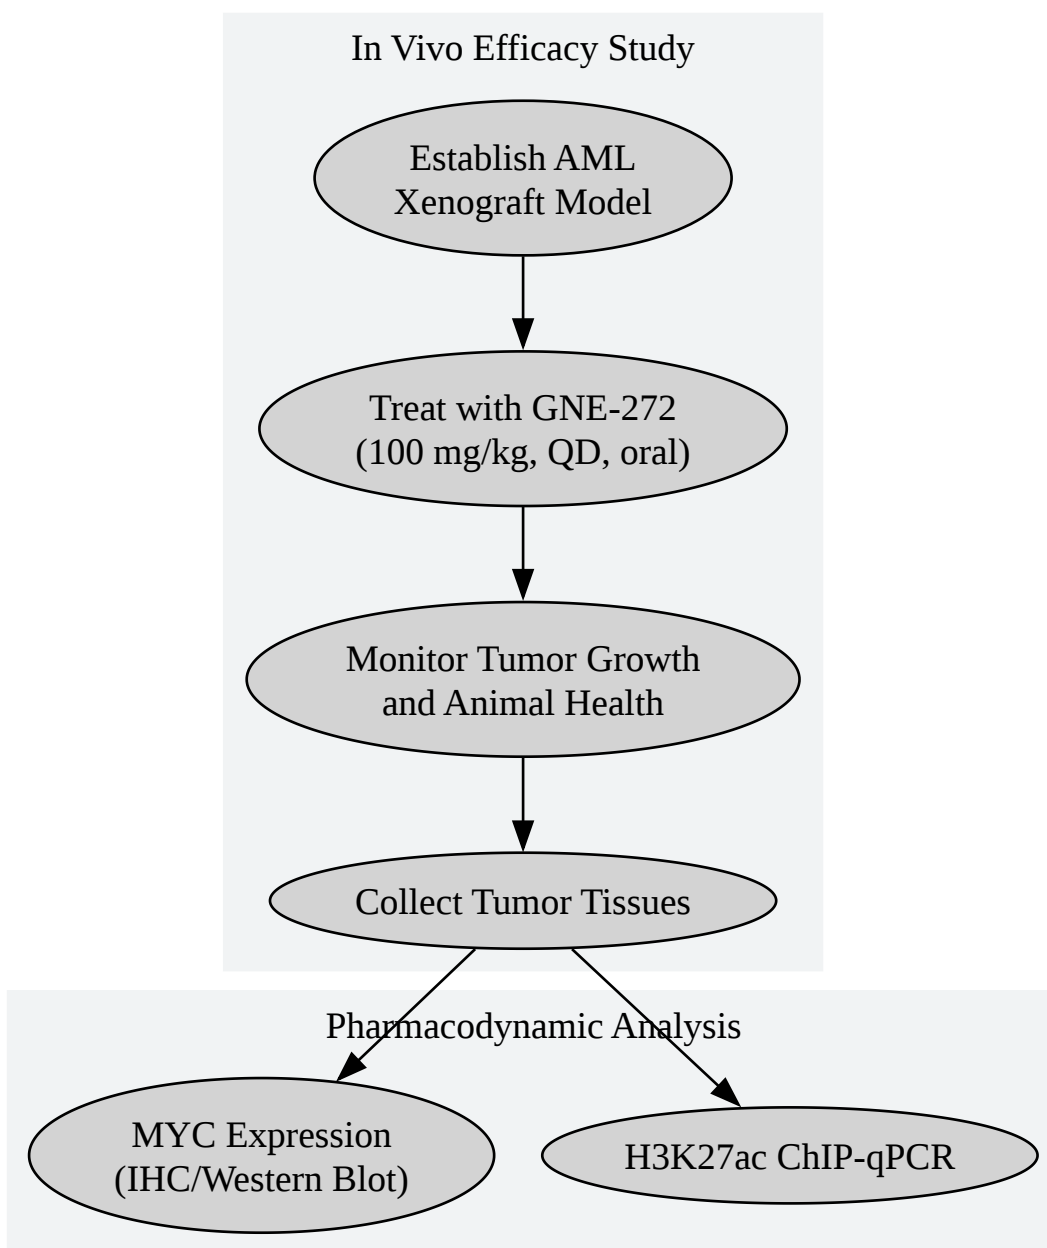 In Vivo Efficacy Study
Establish AML
Xenograft Model
Treat with GNE-272
(100 mg/kg, QD, oral)
Monitor Tumor Growth
and Animal Health
Collect Tumor Tissues
Pharmacodynamic Analysis
MYC Expression
(IHC/Western Blot)
H3K27ac ChIP-qPCR